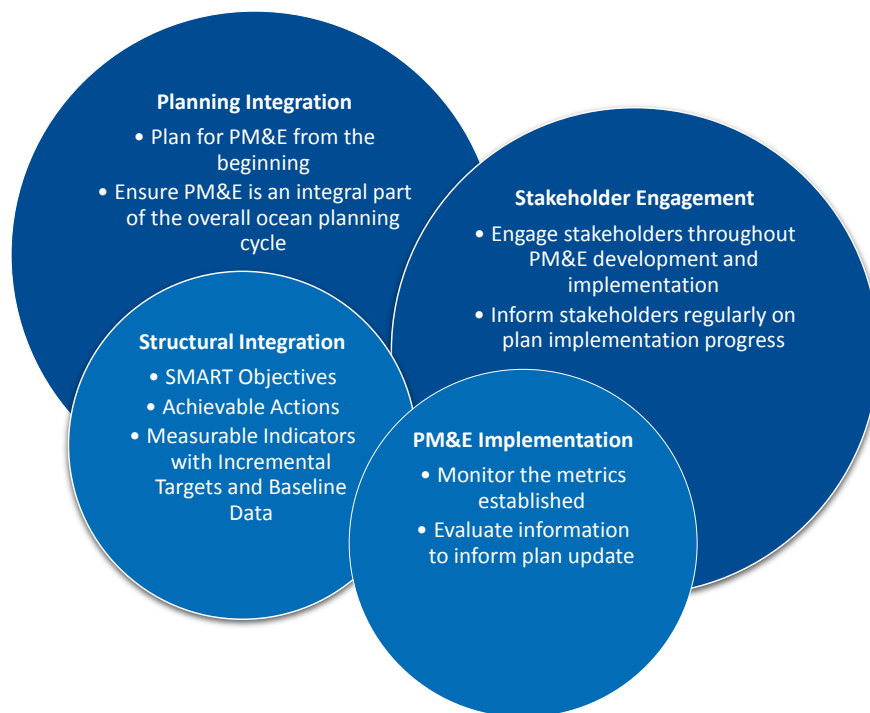 Planning Integration
• Plan for PM&E from the
beginning
• Ensure PM&E is an integral part
of the overall ocean planning
cycle
Stakeholder Engagement
• Engage stakeholders throughout
PM&E development and
implementation
• Inform stakeholders regularly on
plan implementation progress
Structural Integration
• SMART Objectives
• Achievable Actions
• Measurable Indicators
with Incremental
Targets and Baseline
Data
PM&E Implementation
• Monitor the metrics
established
• Evaluate information
to inform plan update